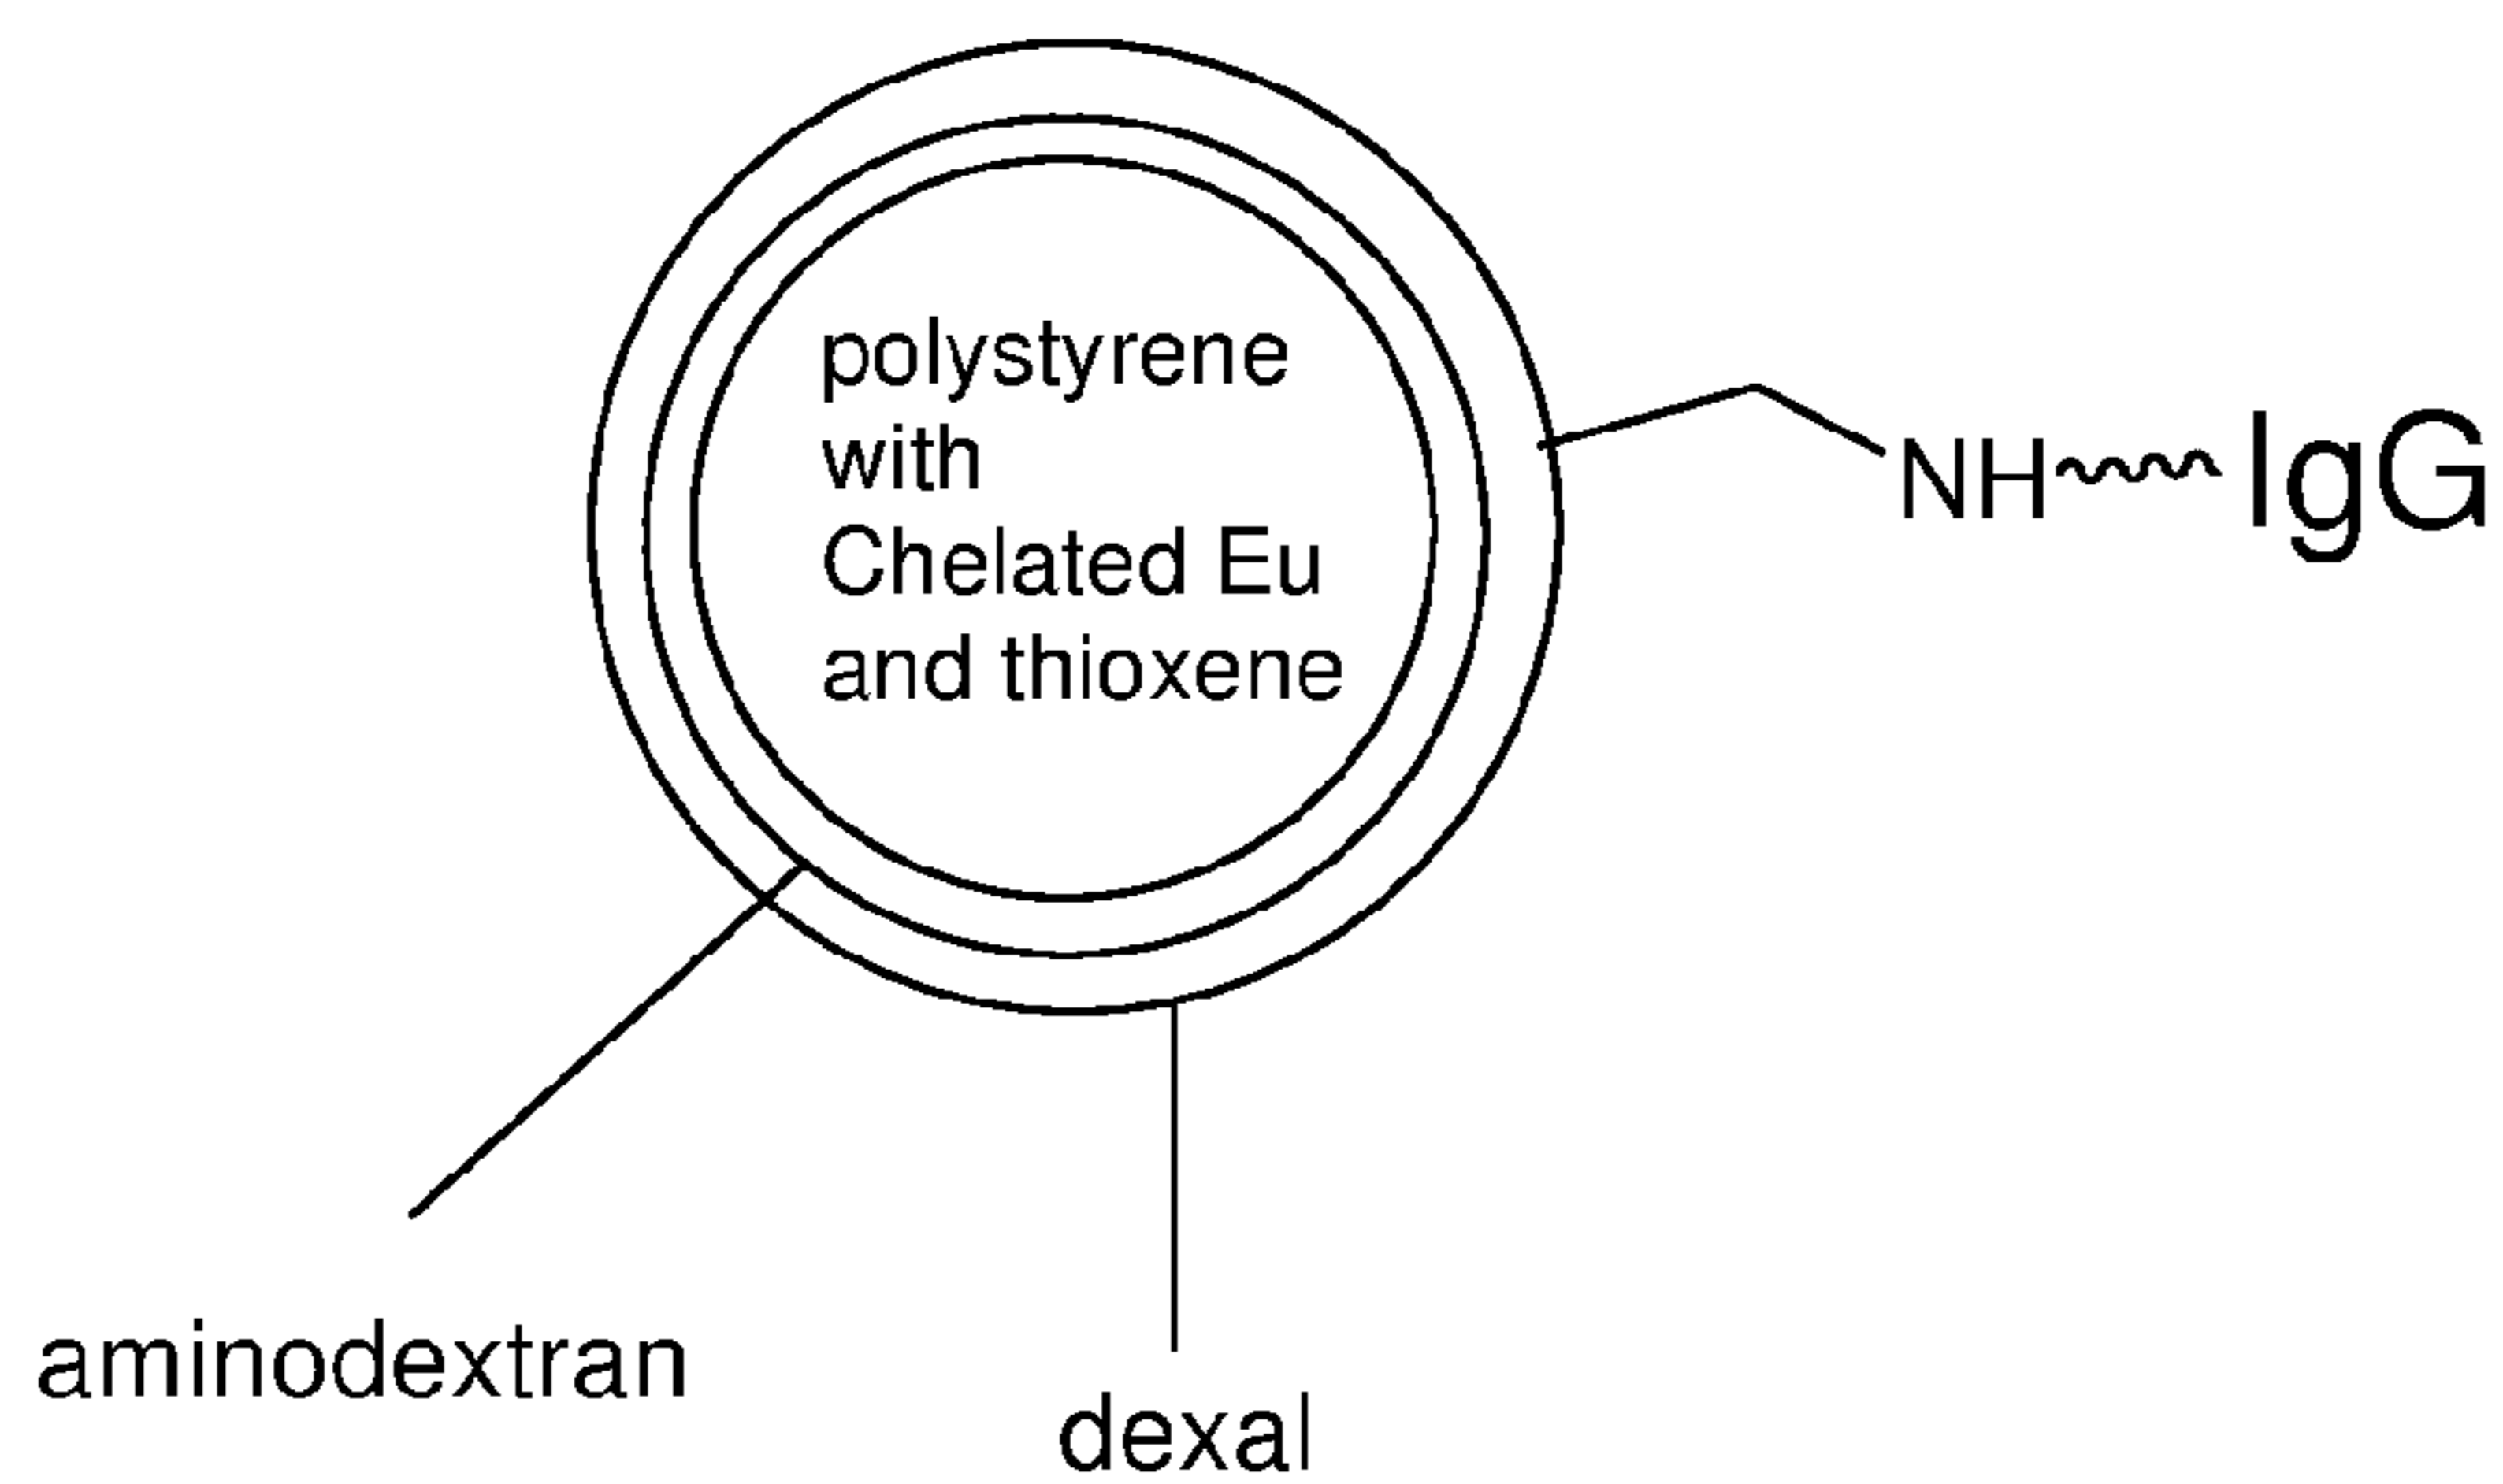 polystyrene
with
Chelated Eu
and thioxene
NH
IgG
aminodextran
dexal